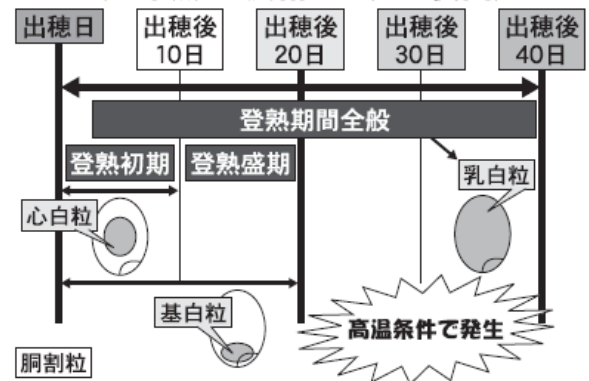 出穂日
出穂後
10日
出穂後
20日
出穂後
30日
出穂後
40日
登熟期間全般
登熟初期
登熟盛期
乳白粒
心白粒
基白粒
高温条件で発生
胴割粒